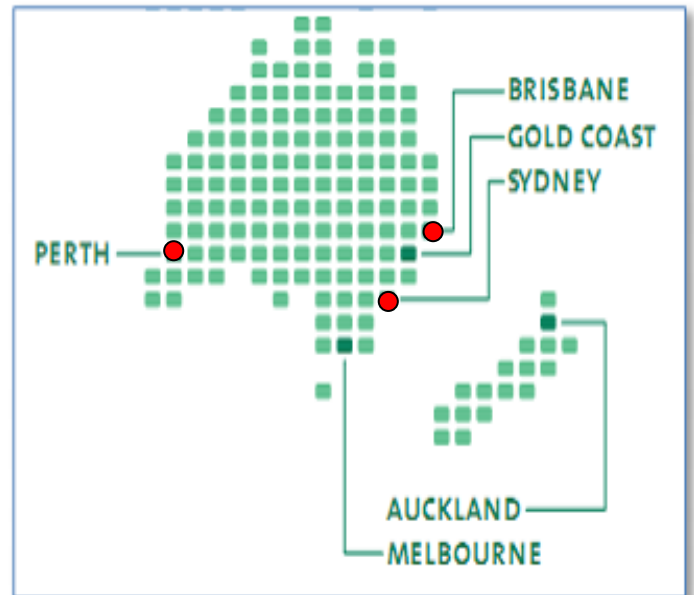 BRISBANE
GOLD COAST
SYDNEY
PERTH
AUCKLAND
MELBOURNE